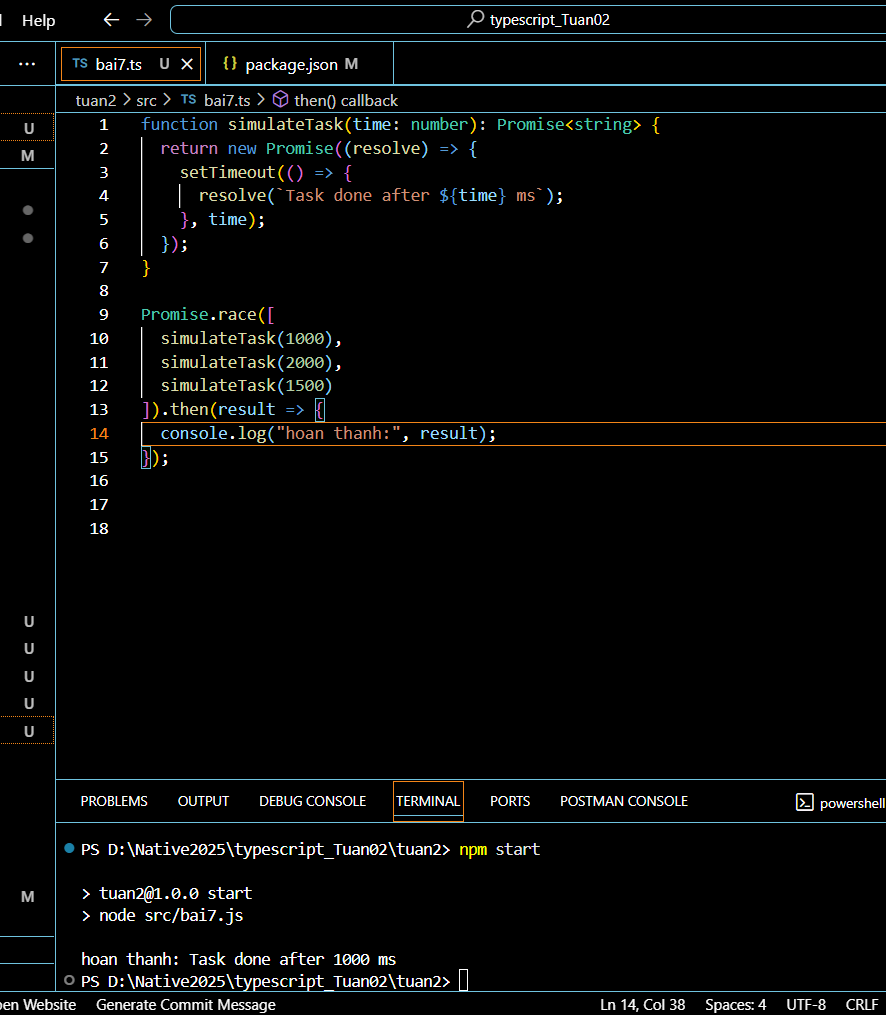 Help
typescript_Tuan02
TS bai7.ts U
{} package.json M
tuan2 > src > TS bai7.ts > then() callback
U
M
1 function simulateTask(time: number): Promise<string> {
2 return new Promise((resolve) => {
3 setTimeout(() => {
4 resolve(`Task done after ${time} ms`);
5 }, time);
6 });
7 }
8
9 Promise.race([
10 simulateTask(1000),
11 simulateTask(2000),
12 simulateTask(1500)
13 ]).then(result => {
14 console.log("hoan thanh:", result);
15 });
16
17
18
U
U
U
U
U
PROBLEMS OUTPUT DEBUG CONSOLE TERMINAL PORTS POSTMAN CONSOLE powershell
PS D:\Native2025\typescript_Tuan02\tuan2> npm start
M
> tuan2@1.0.0 start
> node src/bai7.js
hoan thanh: Task done after 1000 ms
PS D:\Native2025\typescript_Tuan02\tuan2>
pen Website Generate Commit Message Ln 14, Col 38 Spaces: 4 UTF-8 CRLF